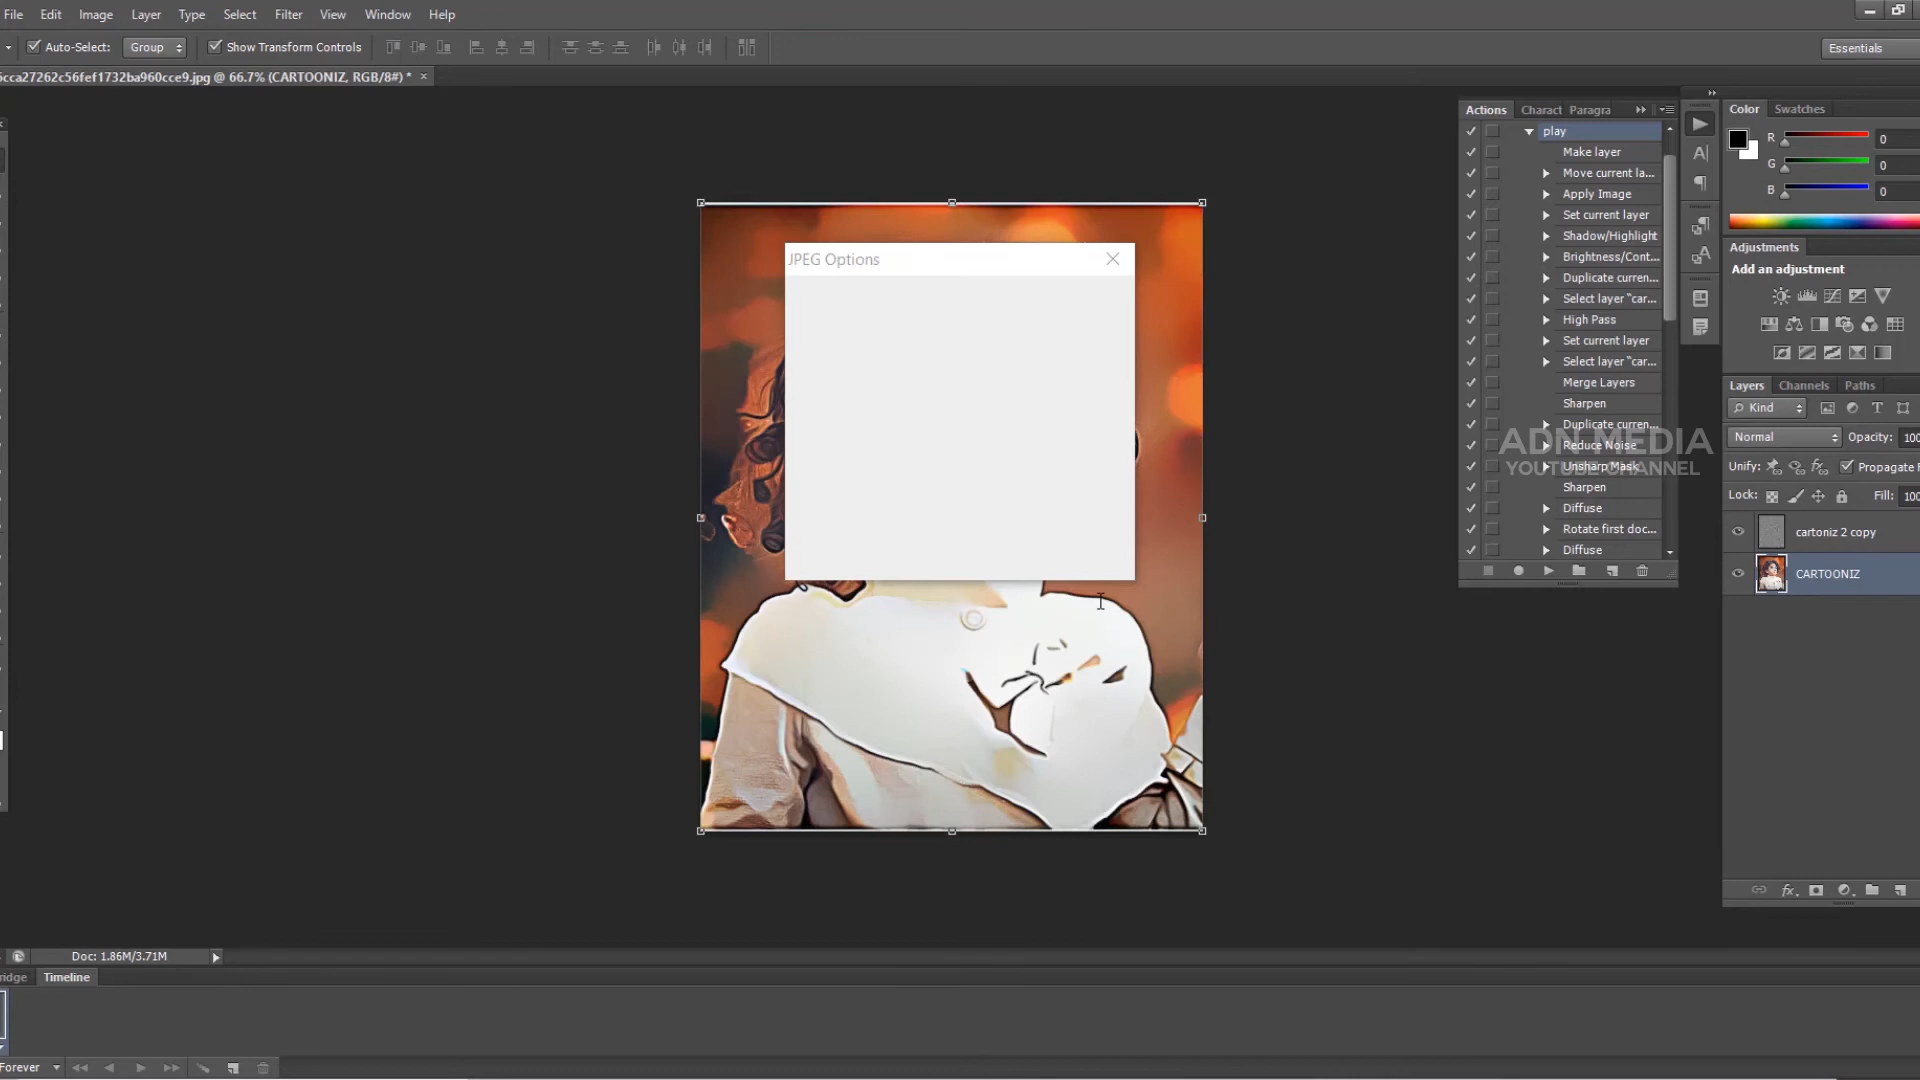 File Edit Image Layer Type Select Filter View Window Help
Auto-Select: Group Show Transform Controls
Essentials
cca27262c56fef1732ba960cce9.jpg @ 66.7% (CARTOONIZ, RGB/8#) * ×
Actions Charact Paragra
play
Make layer
Move current la...
Apply Image
Set current layer
Shadow/Highlight
Brightness/Cont...
Duplicate curren...
Select layer "car...
High Pass
Set current layer
Select layer "car...
Merge Layers
Sharpen
Duplicate curren...
Reduce Noise
Unsharp Mask
Sharpen
Diffuse
Rotate first doc...
Diffuse
ADN MEDIA
YOUTUBE CHANNEL
Color Swatches
R 0
G 0
B 0
Adjustments
Add an adjustment
Layers Channels Paths
Kind
Normal Opacity: 100
Unify: Propagate F
Lock: Fill: 100
cartoniz 2 copy
CARTOONIZ
JPEG Options
Doc: 1.86M/3.71M
ridge Timeline
Forever